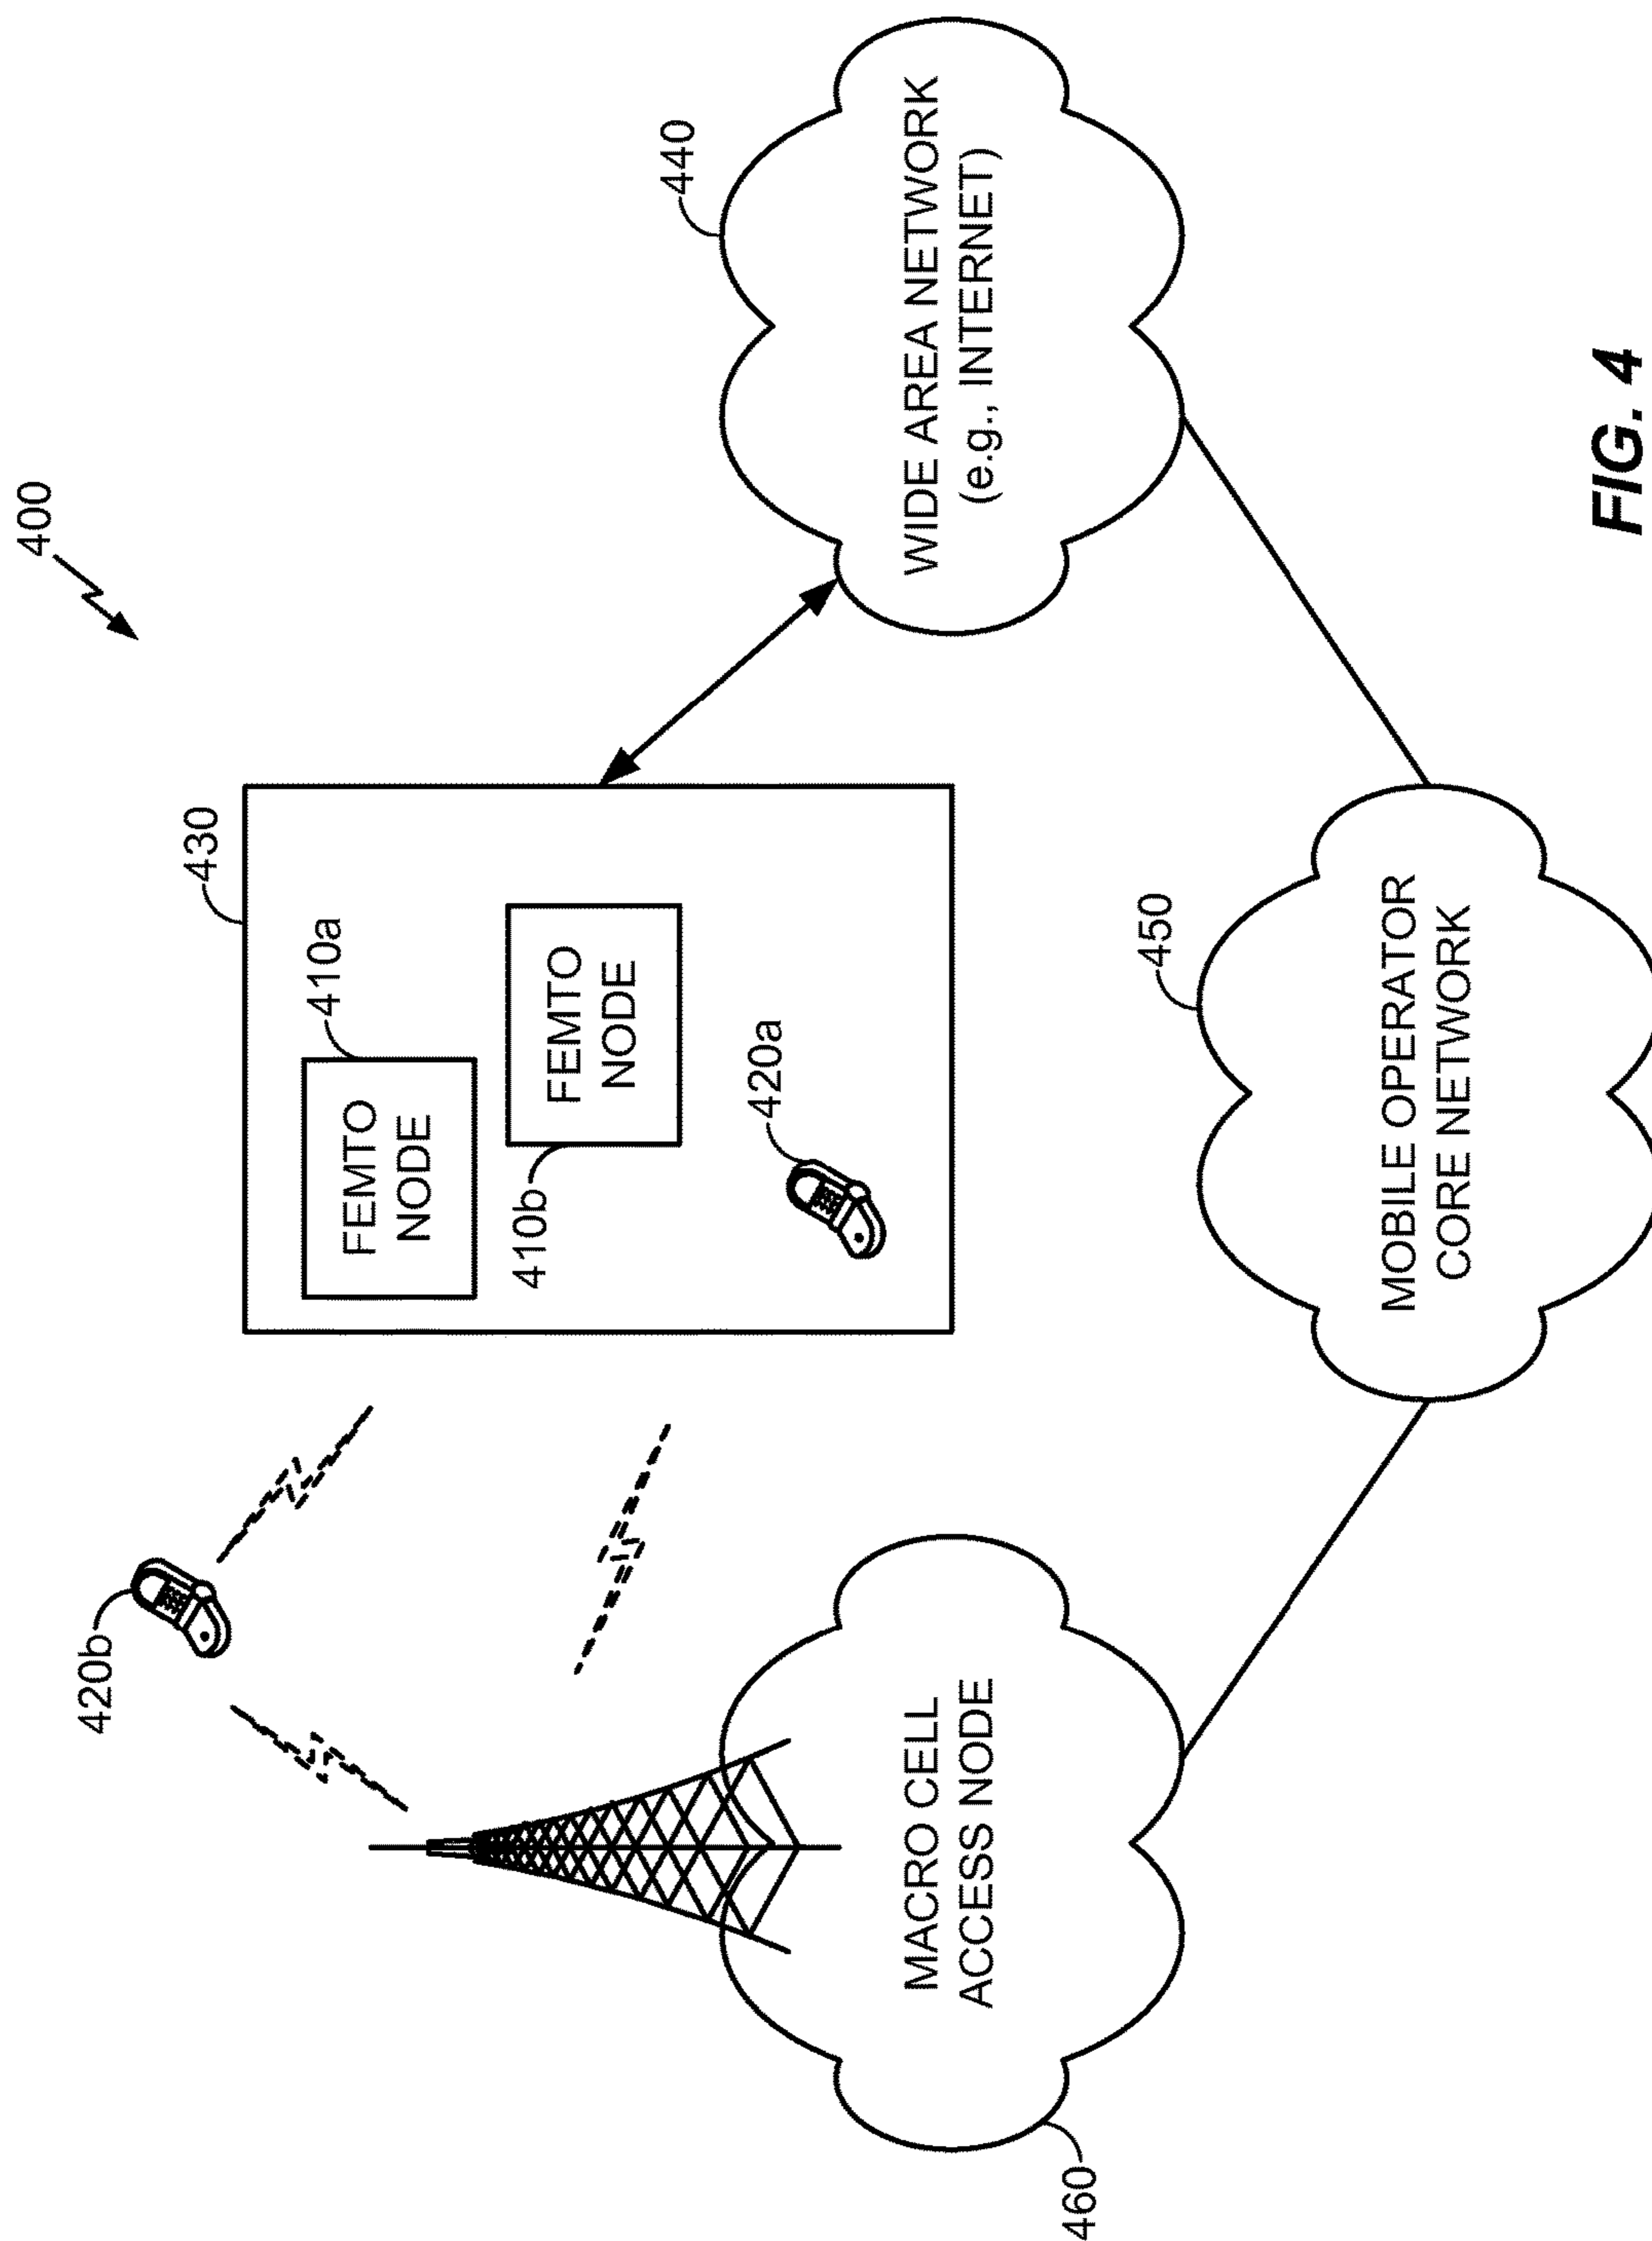 400
420b
430
410a
FEMTO
NODE
FEMTO
NODE
410b
420a
440
WIDE AREA NETWORK
(e.g., INTERNET)
MACRO CELL
ACCESS NODE
460
450
MOBILE OPERATOR
CORE NETWORK
FIG. 4